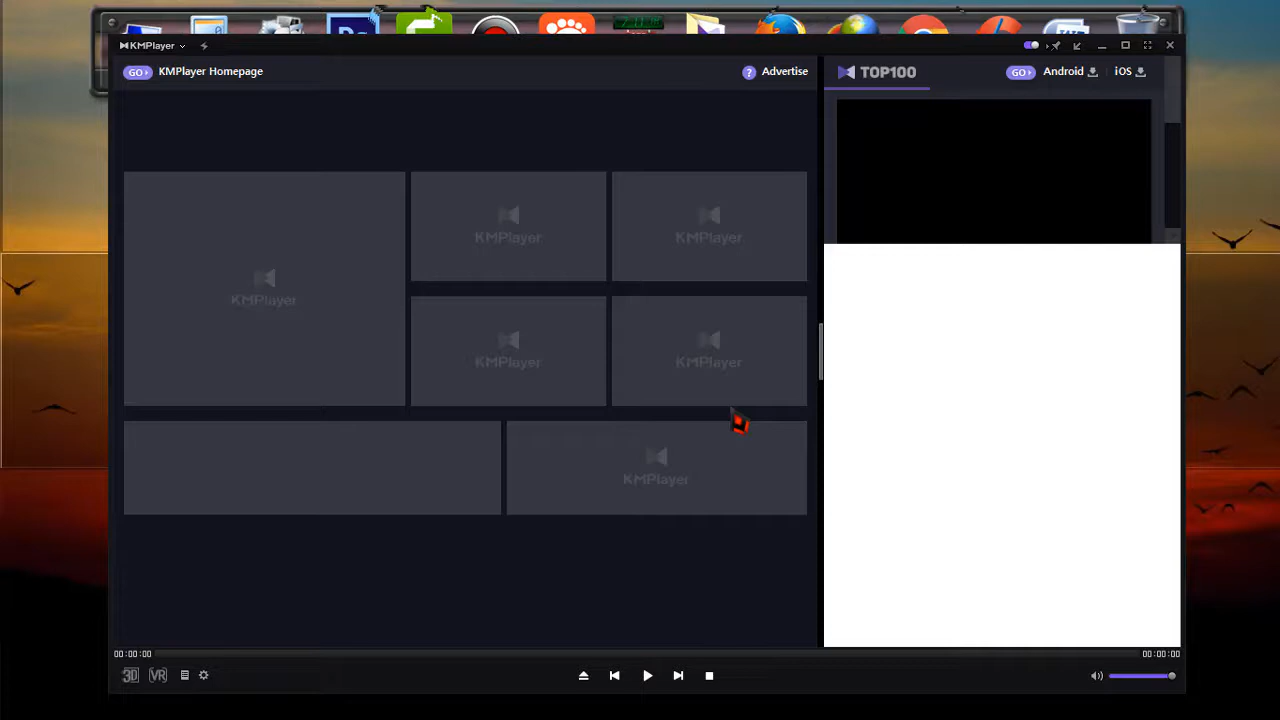 KMPlayer
GO KMPlayer Homepage
? Advertise
TOP100
GO Android
iOS
KMPlayer
KMPlayer
KMPlayer
KMPlayer
KMPlayer
KMPlayer
00:00:00
00:00:00
3D VR